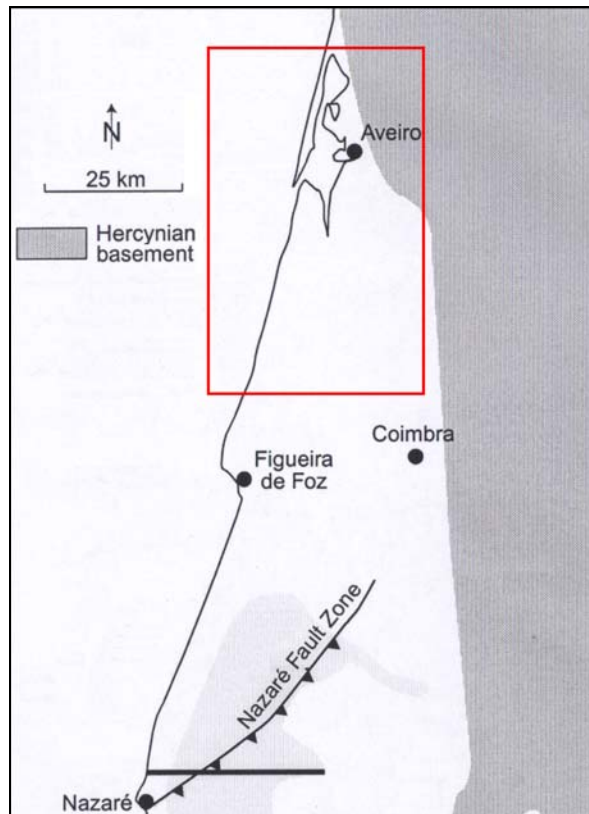 N
Aveiro
25 km
Hercynian
basement
Coimbra
Figueira
de Foz
Nazaré Fault Zone
Nazaré